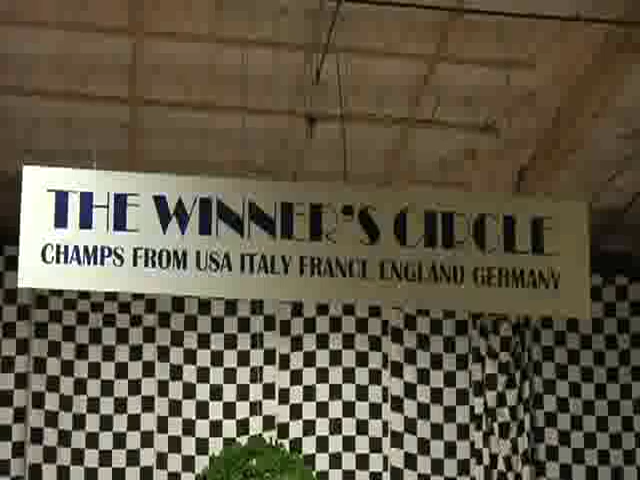 THE WINNER'S CIRCLE
CHAMPS FROM USA ITALY FRANCE ENGLAND GERMANY